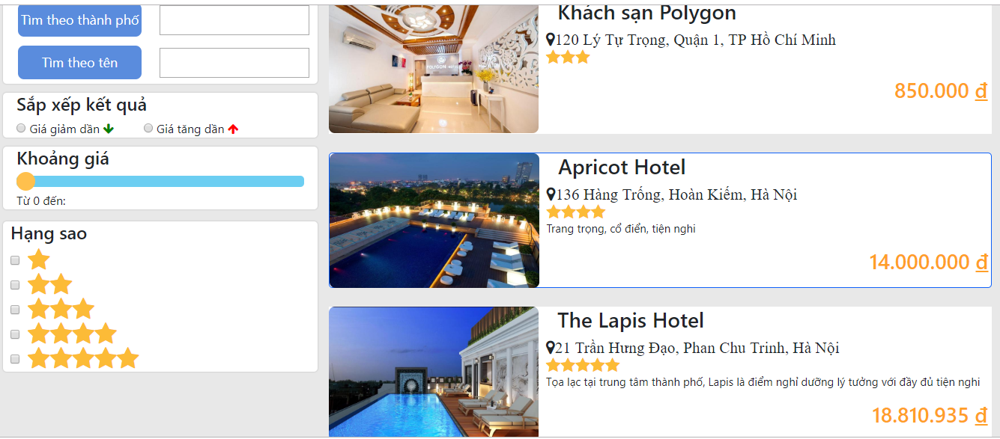 Tìm theo thành phố
Tìm theo tên
Sắp xếp kết quả
Giá giảm dần
Giá tăng dần
Khoảng giá
Từ 0 đến:
Hạng sao
Khách sạn Polygon
120 Lý Tự Trọng, Quận 1, TP Hồ Chí Minh
850.000 đ
POLYGON HOTEL
Apricot Hotel
136 Hàng Trống, Hoàn Kiếm, Hà Nội
Trang trọng, cổ điển, tiện nghi
14.000.000 đ
The Lapis Hotel
21 Trần Hưng Đạo, Phan Chu Trinh, Hà Nội
Tọa lạc tại trung tâm thành phố, Lapis là điểm nghỉ dưỡng lý tưởng với đầy đủ tiện nghi
18.810.935 đ